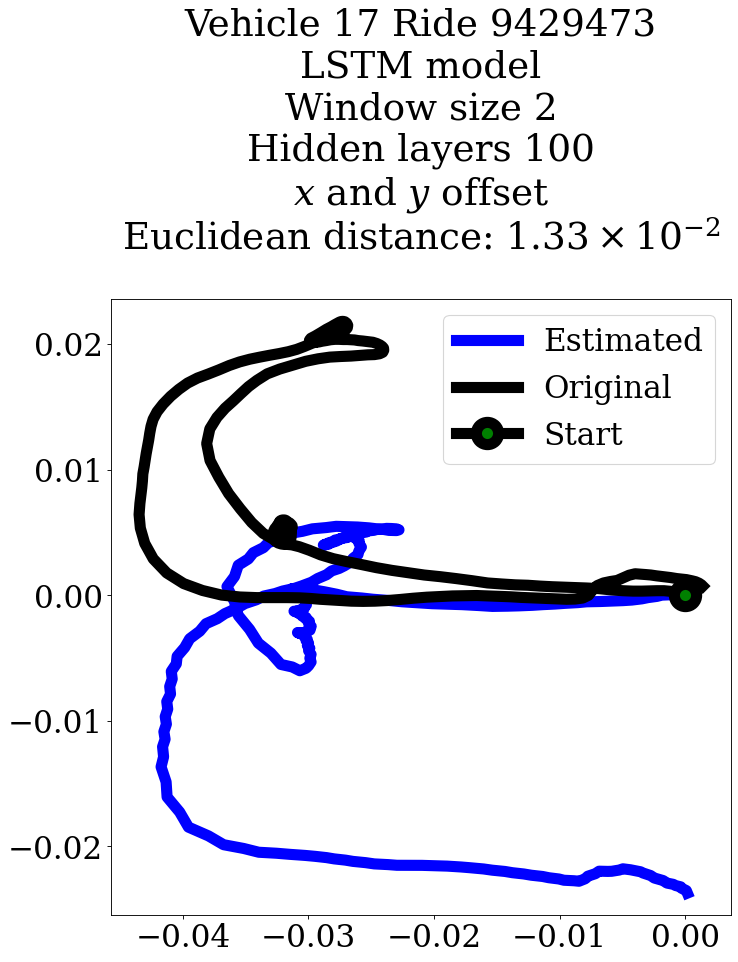 Vehicle 17 Ride 9429473
LSTM model
Window size 2
Hidden layers 100
x and y offset
Euclidean distance: 1.33 × 10⁻²
Estimated
Original
Start
0.02
0.01
0.00
−0.01
−0.02
−0.04 −0.03 −0.02 −0.01 0.00